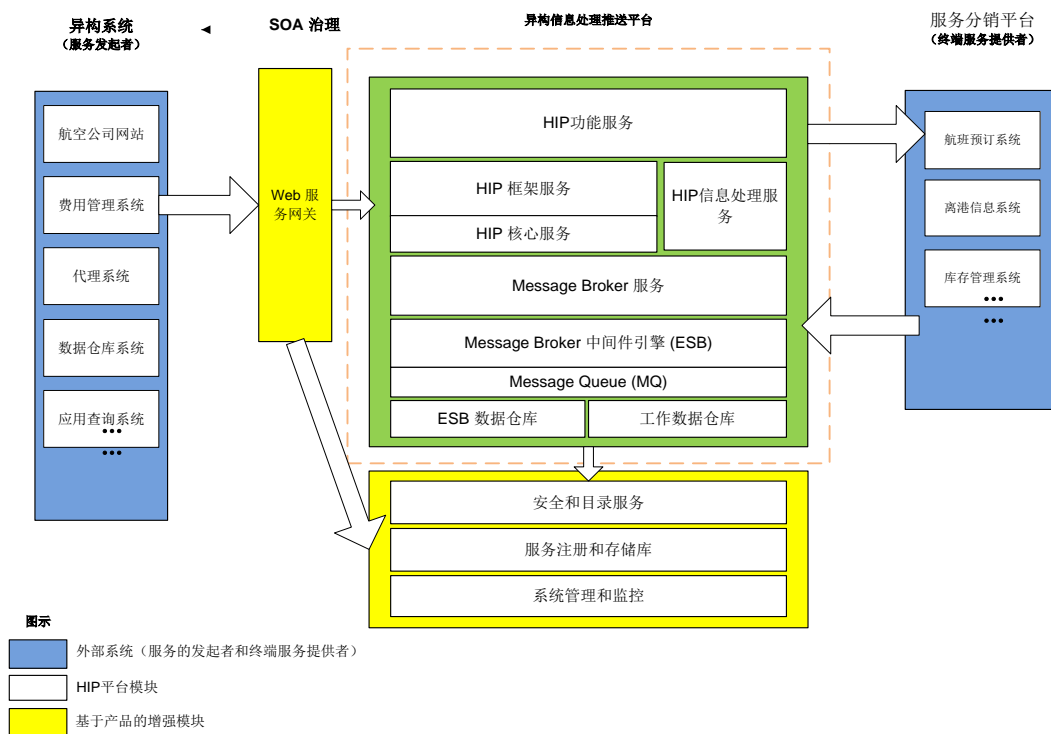 异构系统
(服务发起者)
SOA 治理
异构信息处理推送平台
服务分销平台
(终端服务提供者)
航空公司网站
费用管理系统
代理系统
数据仓库系统
应用查询系统
•••
•••
Web 服
务网关
HIP功能服务
HIP 框架服务
HIP 核心服务
HIP信息处理服
务
Message Broker 服务
Message Broker 中间件引擎 (ESB)
Message Queue (MQ)
ESB 数据仓库
工作数据仓库
航班预订系统
离港信息系统
库存管理系统
•••
•••
安全和目录服务
服务注册和存储库
系统管理和监控
图示
外部系统（服务的发起者和终端服务提供者）
HIP平台模块
基于产品的增强模块